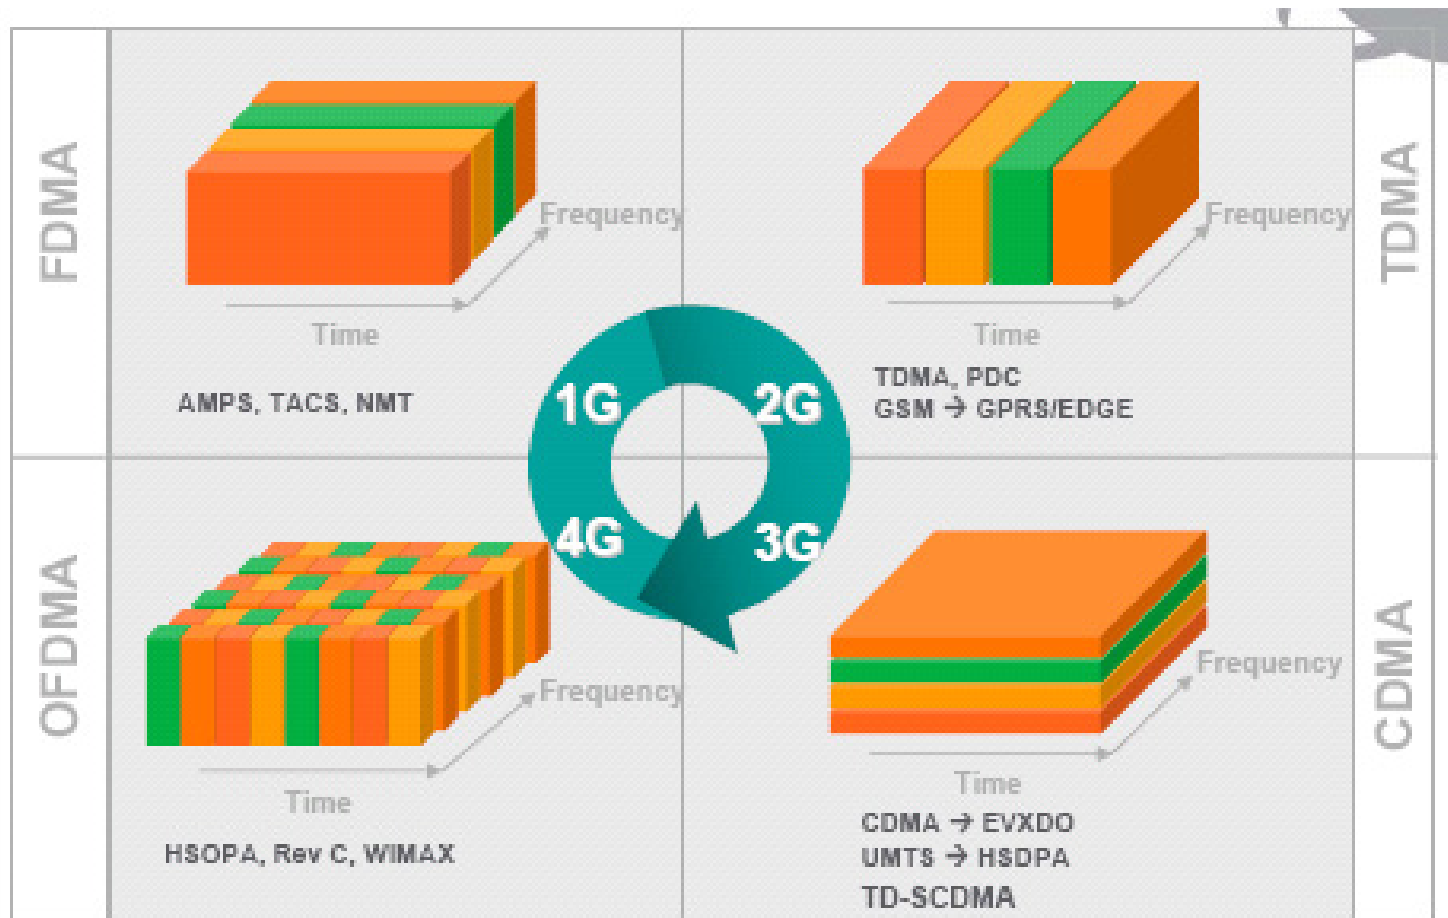 FDMA
Frequency
Time
AMPS, TACS, NMT
1G
TDMA
Frequency
Time
TDMA, PDC
GSM → GPRS/EDGE
2G
OFDMA
4G
Frequency
Time
HSOPA, Rev C, WIMAX
CDMA
3G
Frequency
Time
CDMA → EVXDO
UMTS → HSDPA
TD-SCDMA